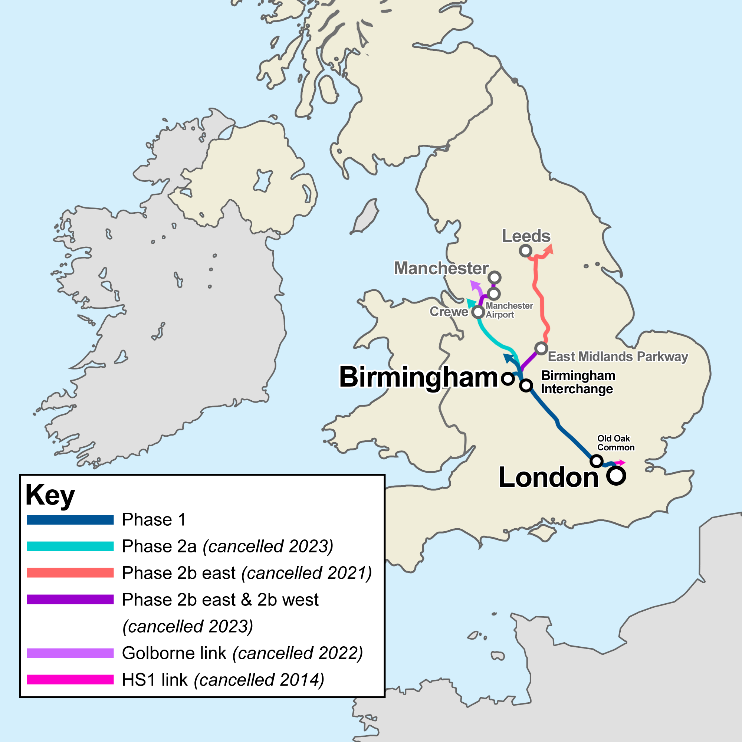 Leeds
Manchester
Manchester
Airport
Crewe
East Midlands Parkway
Birmingham
Birmingham
Interchange
Old Oak
Common
London
Key
Phase 1
Phase 2a (cancelled 2023)
Phase 2b east (cancelled 2021)
Phase 2b east & 2b west
(cancelled 2023)
Golborne link (cancelled 2022)
HS1 link (cancelled 2014)